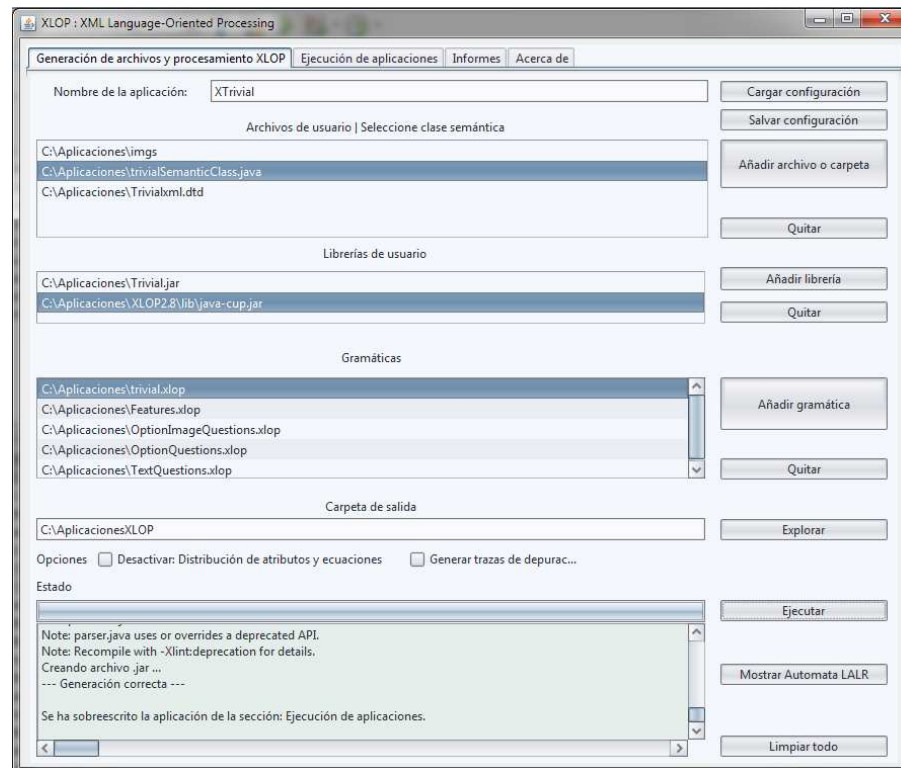 XLOP : XML Language-Oriented Processing
Generación de archivos y procesamiento XLOP Ejecución de aplicaciones Informes Acerca de
Nombre de la aplicación: XTrivial Cargar configuración
Salvar configuración
Archivos de usuario | Seleccione clase semántica
C:\Aplicaciones\imgs
Añadir archivo o carpeta
C:\Aplicaciones\trivialSemanticClass.java
C:\Aplicaciones\Trivialxml.dtd
Quitar
Librerías de usuario
C:\Aplicaciones\Trivial.jar Añadir librería
C:\Aplicaciones\XLOP2.8\lib\java-cup.jar
Quitar
Gramáticas
C:\Aplicaciones\trivial.xlop
C:\Aplicaciones\Features.xlop Añadir gramática
C:\Aplicaciones\OptionImageQuestions.xlop
C:\Aplicaciones\OptionQuestions.xlop
C:\Aplicaciones\TextQuestions.xlop Quitar
Carpeta de salida
C:\AplicacionesXLOP Explorar
Opciones Desactivar: Distribución de atributos y ecuaciones Generar trazas de depurac...
Estado
Ejecutar
Note: parser.java uses or overrides a deprecated API.
Note: Recompile with -Xlint:deprecation for details.
Creando archivo .jar ...
--- Generación correcta ---
Mostrar Automata LALR
Se ha sobreescrito la aplicación de la sección: Ejecución de aplicaciones.
Limpiar todo